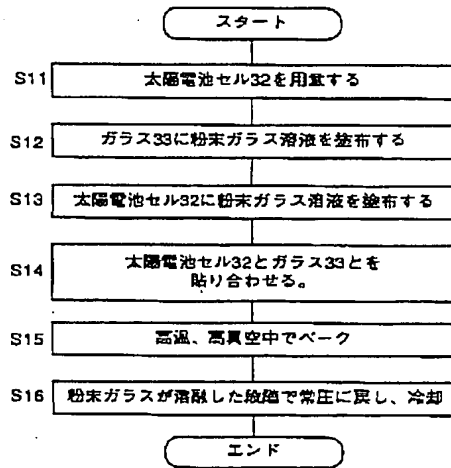 スタート
S11 太陽電池セル32を用意する
S12 ガラス33に粉末ガラス溶液を塗布する
S13 太陽電池セル32に粉末ガラス溶液を塗布する
S14 太陽電池セル32とガラス33とを
貼り合わせる。
S15 高温、高真空中でベーク
S16 粉末ガラスが溶融した段階で常圧に戻し、冷却
エンド